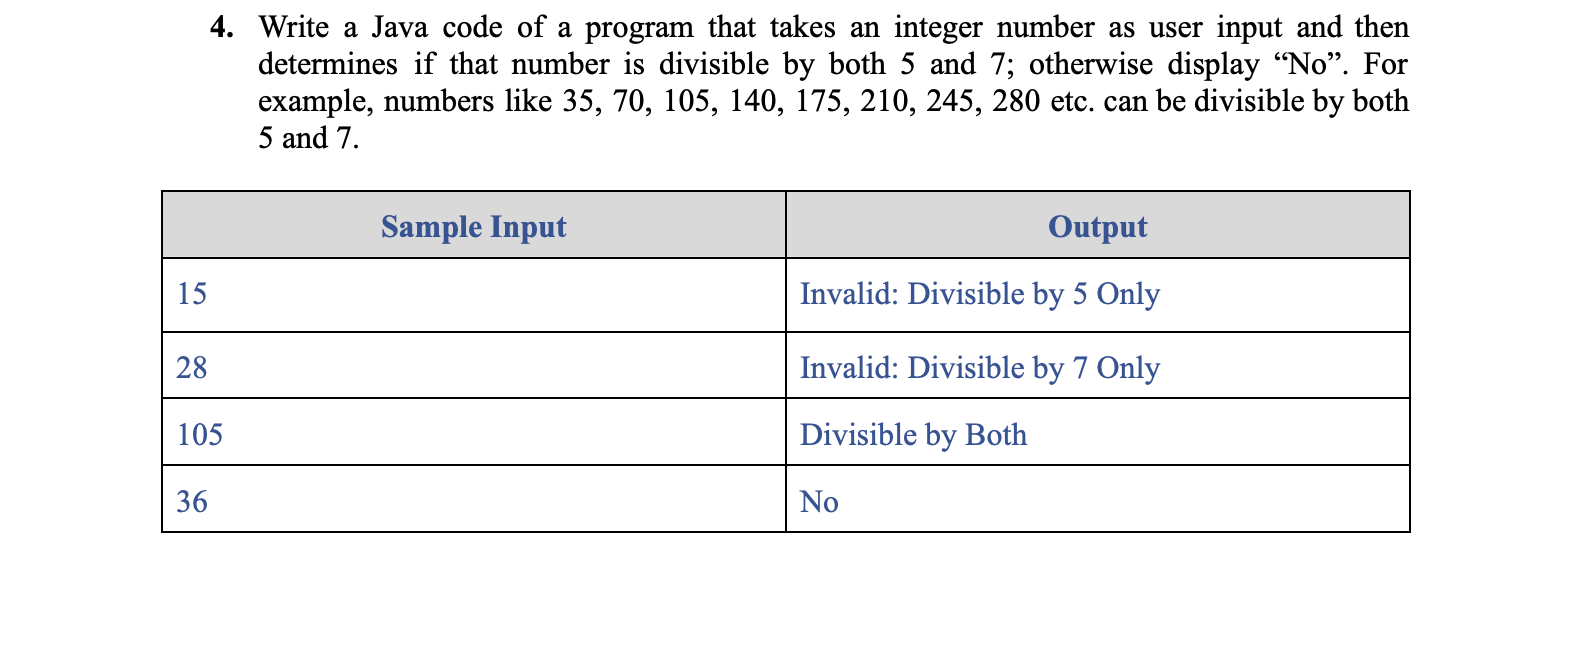 4. Write a Java code of a program that takes an integer number as user input and then
determines if that number is divisible by both 5 and 7; otherwise display “No”. For
example, numbers like 35, 70, 105, 140, 175, 210, 245, 280 etc. can be divisible by both
5 and 7.
Sample Input Output
15 Invalid: Divisible by 5 Only
28 Invalid: Divisible by 7 Only
105 Divisible by Both
36 No